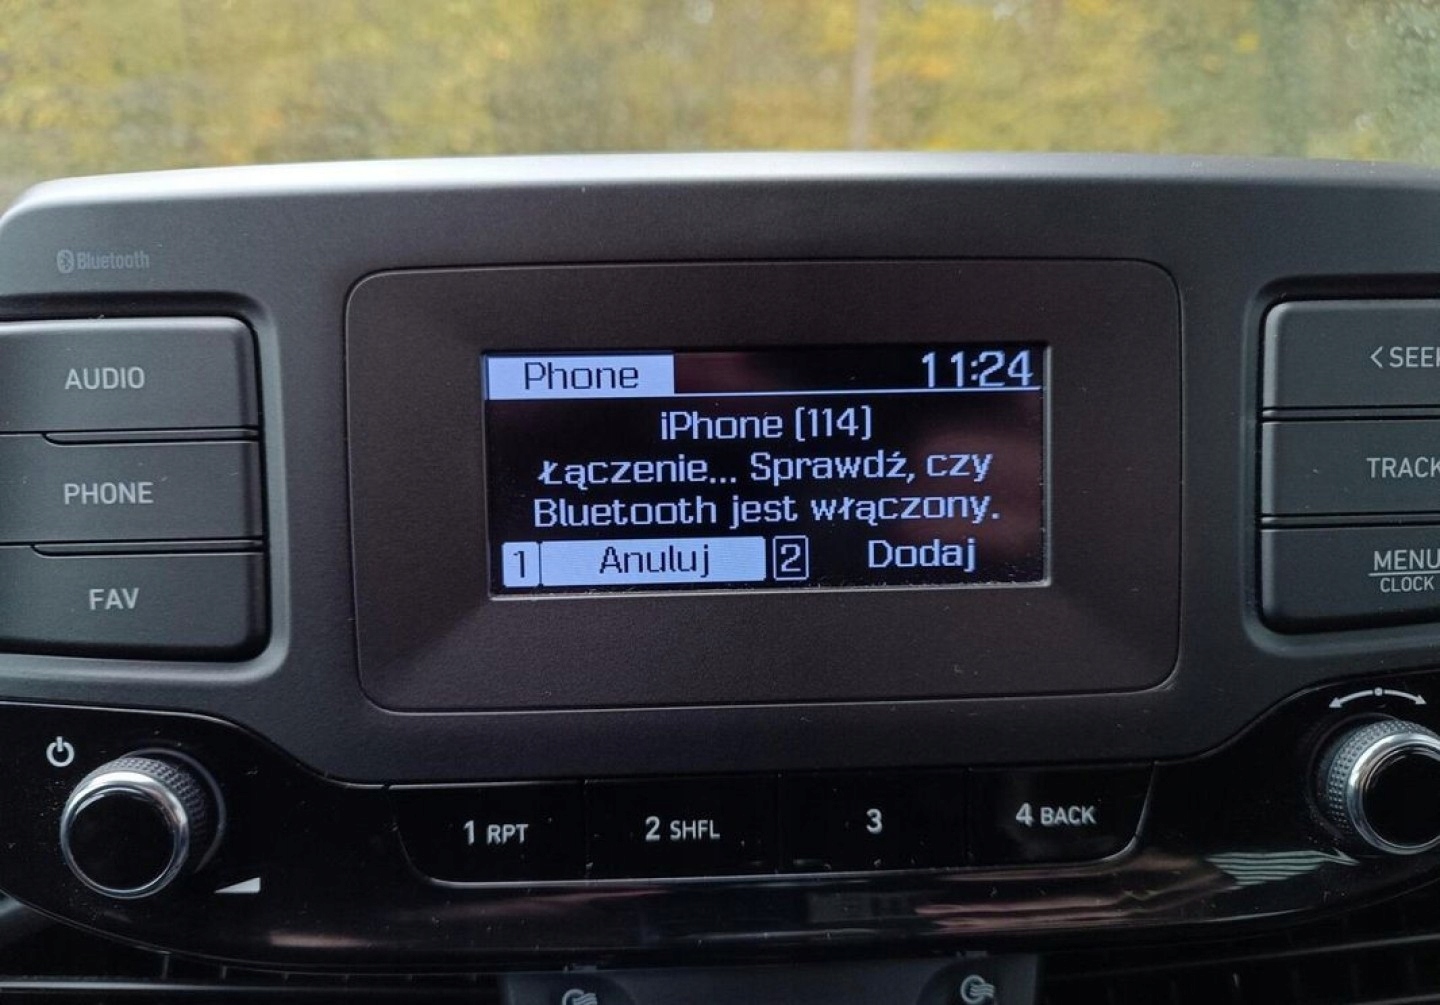 Bluetooth
AUDIO
PHONE
FAV
Phone 11:24
iPhone (114)
Łączenie... Sprawdź, czy
Bluetooth jest włączony.
1 Anuluj 2 Dodaj
< SEEK
TRACK
MENU
CLOCK
1 RPT 2 SHFL 3 4 BACK